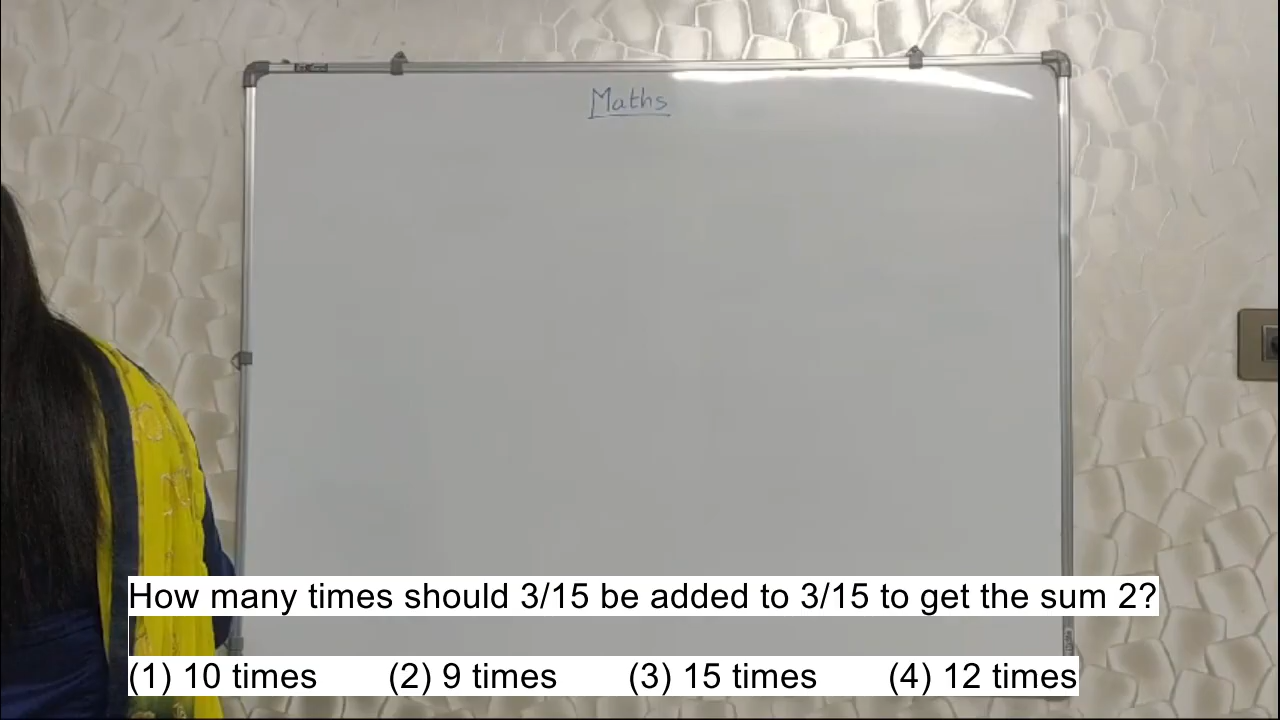 Maths
How many times should 3/15 be added to 3/15 to get the sum 2?
(1) 10 times (2) 9 times (3) 15 times (4) 12 times